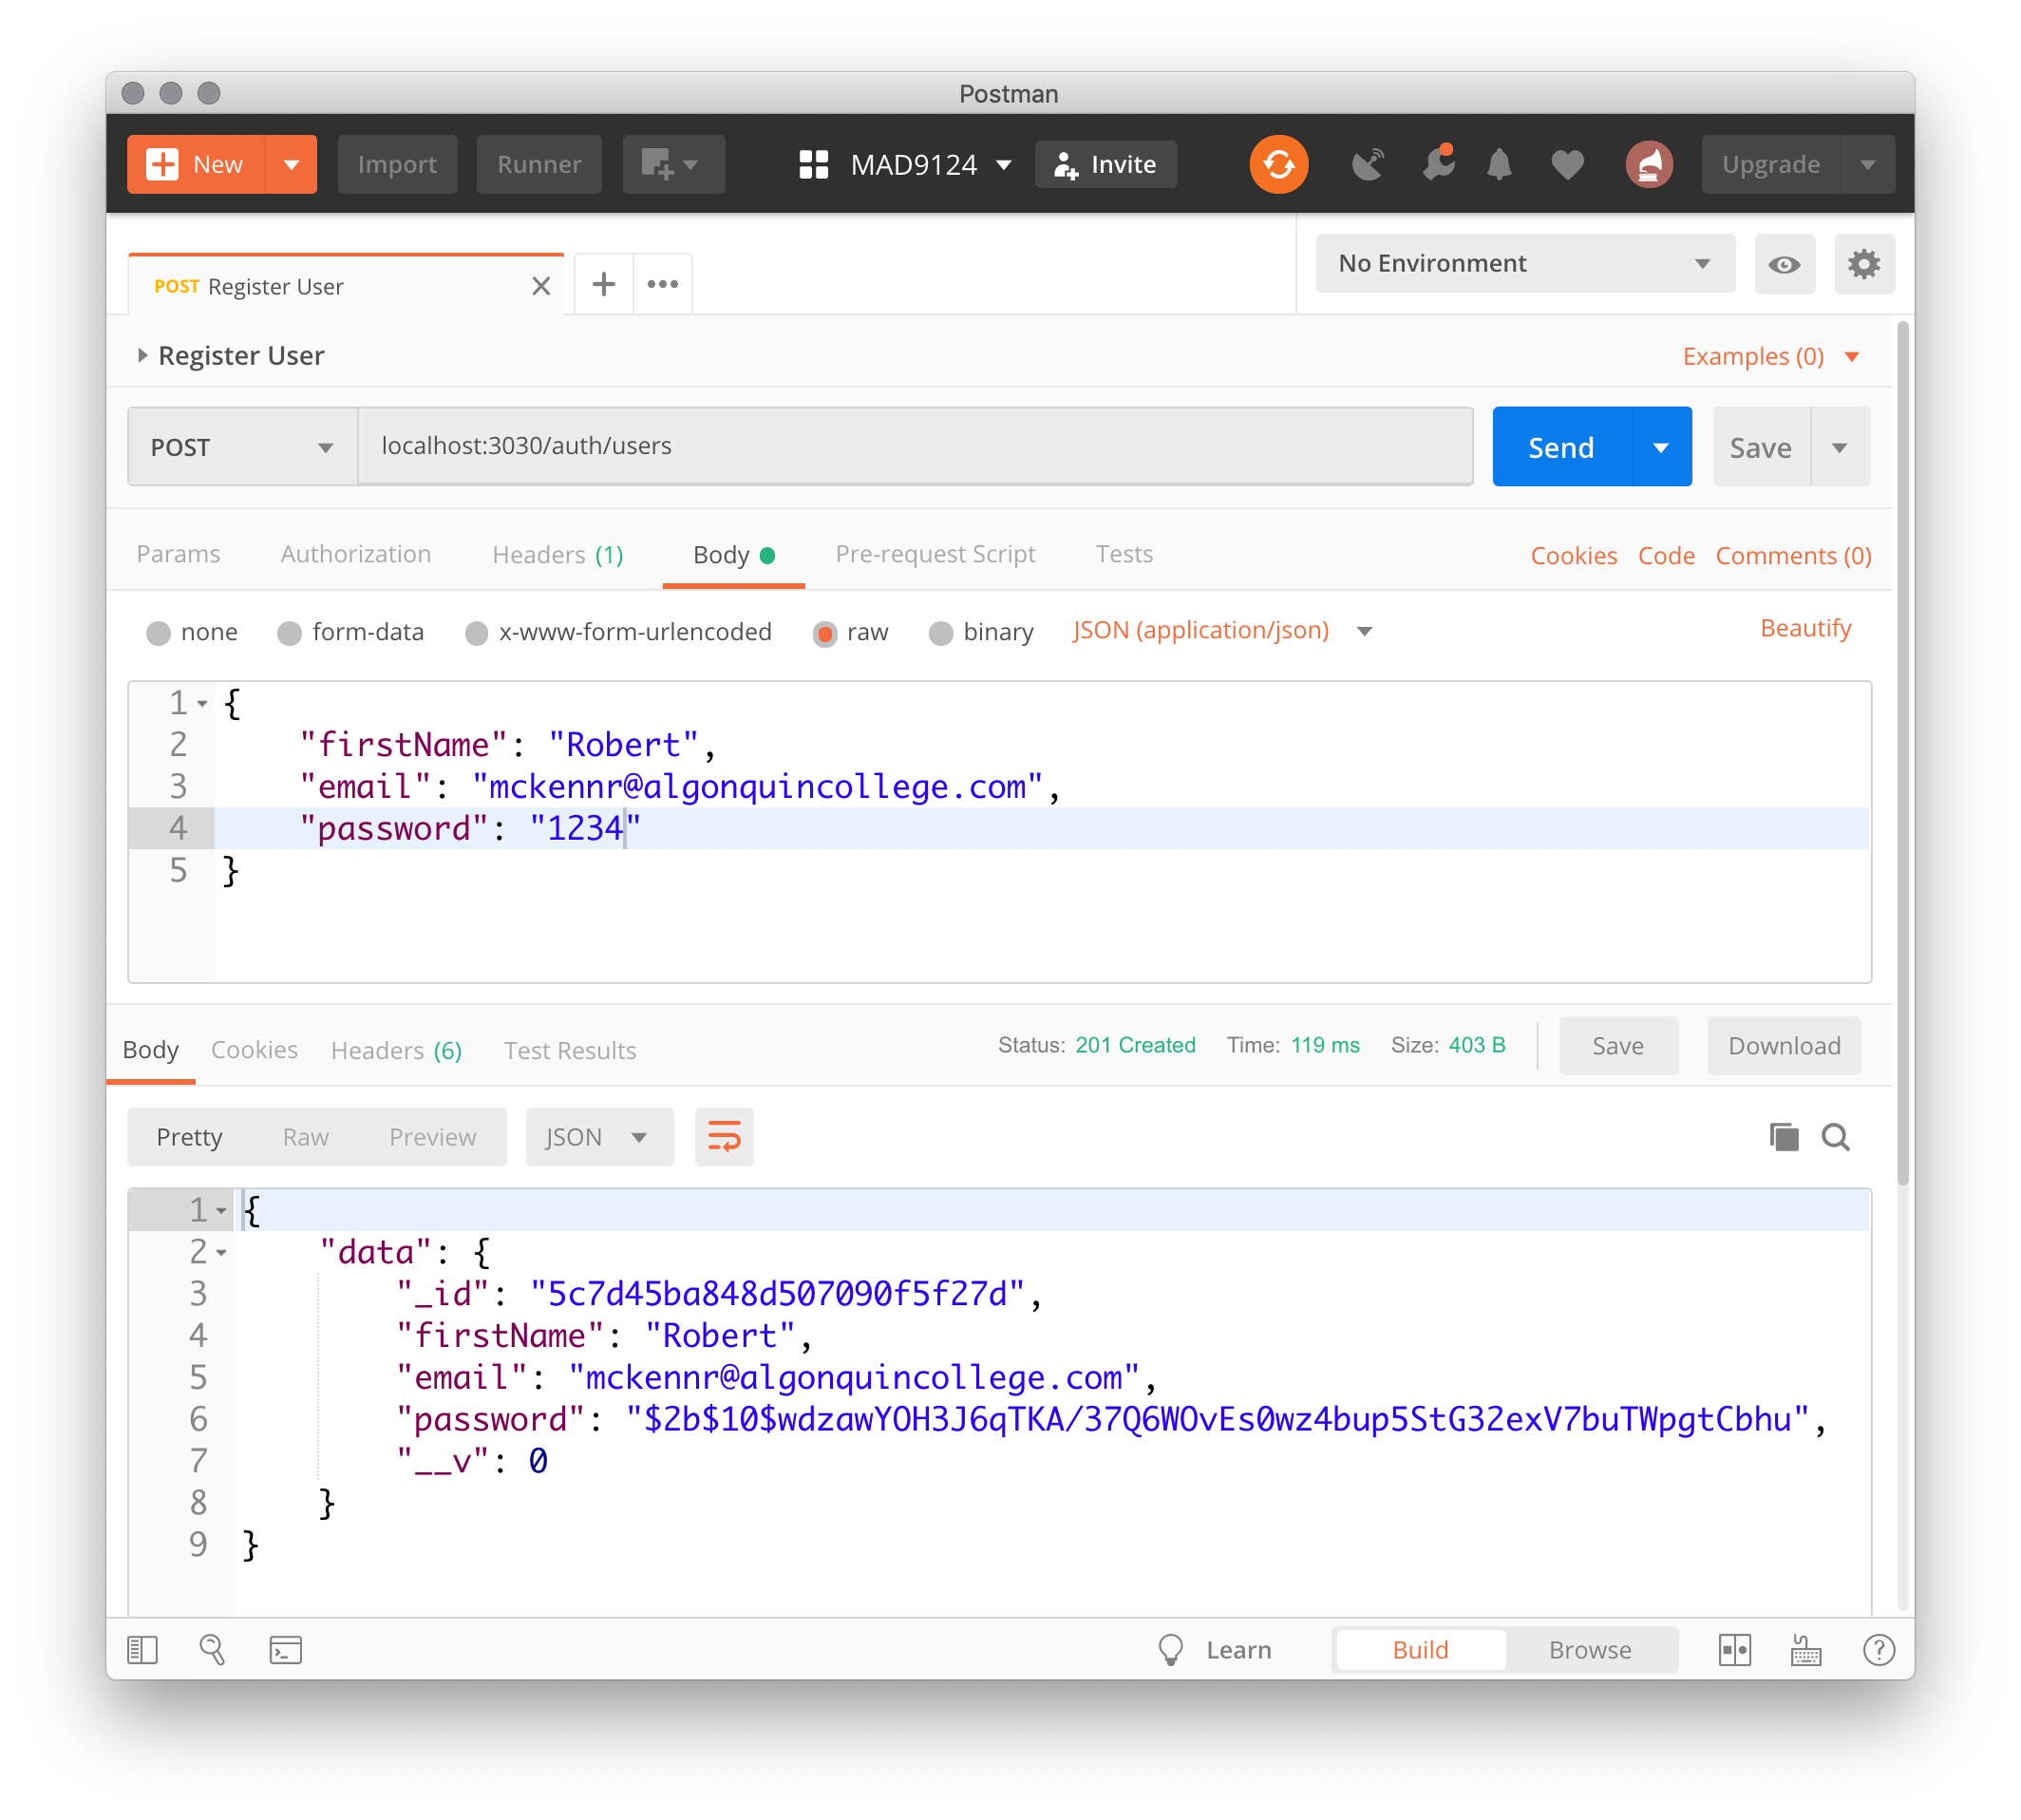 Postman
New Import Runner MAD9124 Invite Upgrade
POST Register User No Environment
Register User Examples (0)
POST localhost:3030/auth/users Send Save
Params Authorization Headers (1) Body Pre-request Script Tests Cookies Code Comments (0)
none form-data x-www-form-urlencoded raw binary JSON (application/json) Beautify
1 {
2 "firstName": "Robert",
3 "email": "mckennr@algonquincollege.com",
4 "password": "1234"
5 }
Body Cookies Headers (6) Test Results Status: 201 Created Time: 119 ms Size: 403 B Save Download
Pretty Raw Preview JSON
1 {
2 "data": {
3 "_id": "5c7d45ba848d507090f5f27d",
4 "firstName": "Robert",
5 "email": "mckennr@algonquincollege.com",
6 "password": "$2b$10$wdzawYOH3J6qTKA/37Q6WOvEs0wz4bup5StG32exV7buTWpgtCbhu",
7 "__v": 0
8 }
9 }
Learn Build Browse